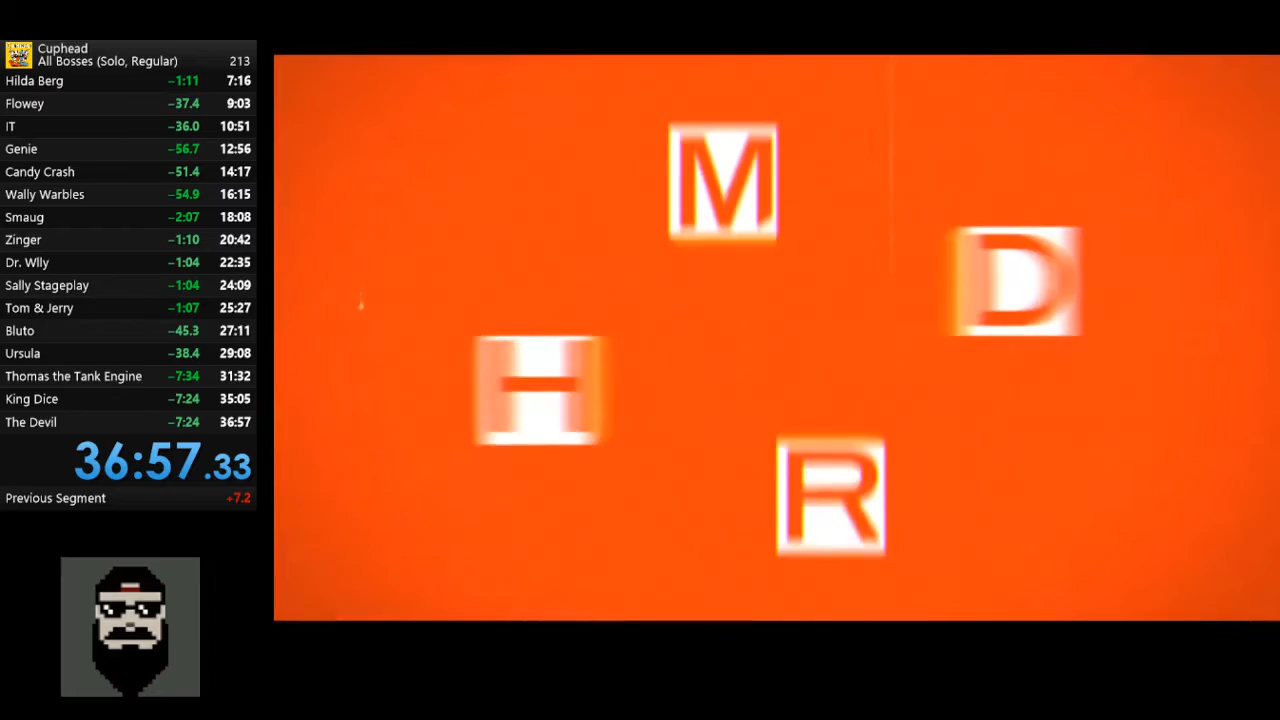 Cuphead
All Bosses (Solo, Regular) 213
Hilda Berg -1:11 7:16
Flowey -37.4 9:03
IT -36.0 10:51
Genie -56.7 12:56
Candy Crash -51.4 14:17
Wally Warbles -54.9 16:15
Smaug -2:07 18:08
Zinger -1:10 20:42
Dr. Wlly -1:04 22:35
Sally Stageplay -1:04 24:09
Tom & Jerry -1:07 25:27
Bluto -45.3 27:11
Ursula -38.4 29:08
Thomas the Tank Engine -7:34 31:32
King Dice -7:24 35:05
The Devil -7:24 36:57
36:57.33
Previous Segment +7.2
M
D
H
R